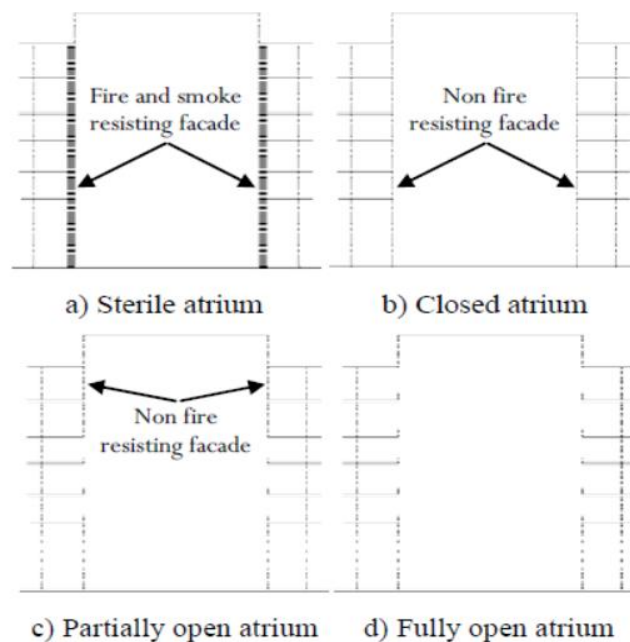 Fire and smoke
resisting facade
Non fire
resisting facade
a) Sterile atrium
b) Closed atrium
Non fire
resisting facade
c) Partially open atrium
d) Fully open atrium